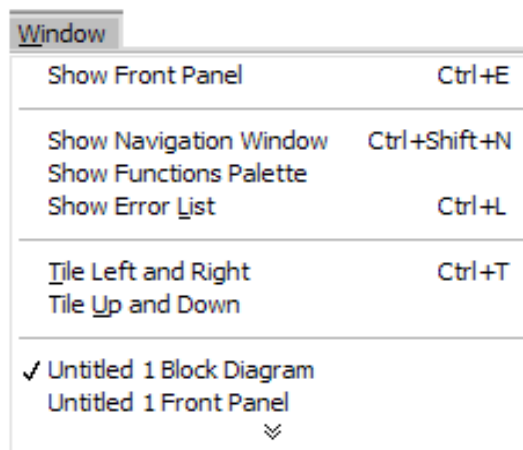 Window
Show Front Panel Ctrl+E
Show Navigation Window Ctrl+Shift+N
Show Functions Palette
Show Error List Ctrl+L
Tile Left and Right Ctrl+T
Tile Up and Down
✓ Untitled 1 Block Diagram
Untitled 1 Front Panel